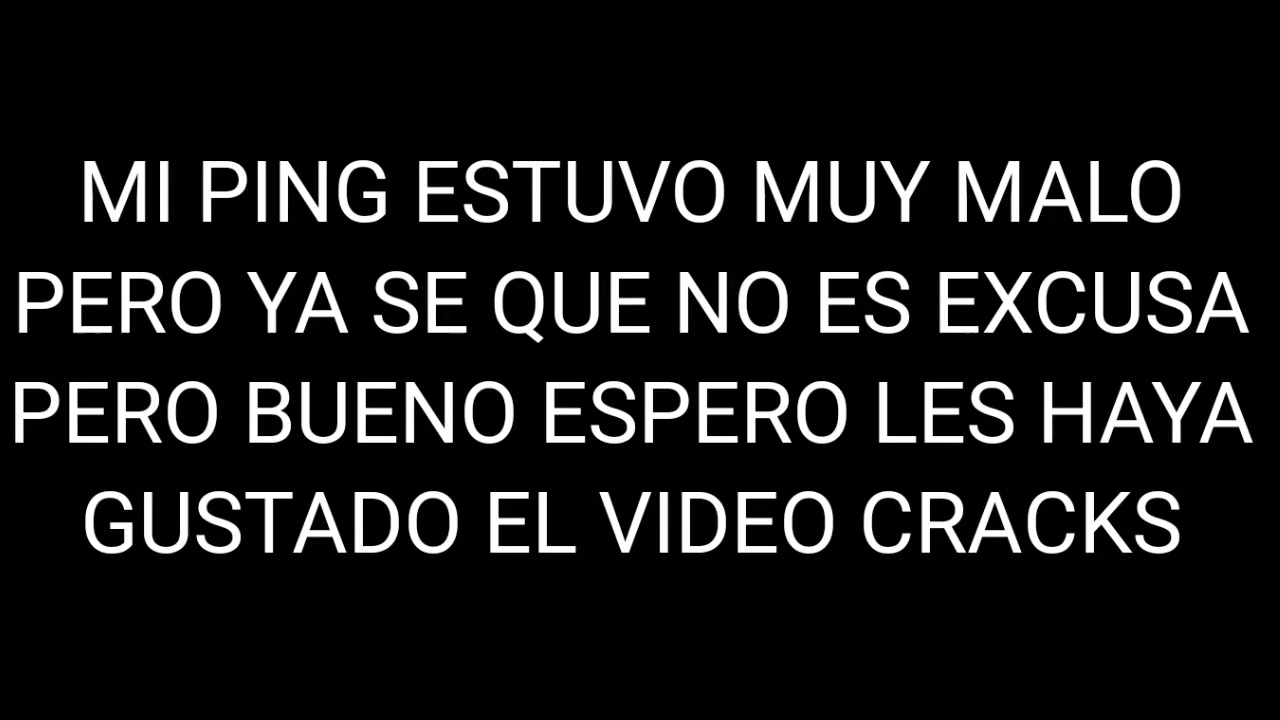 MI PING ESTUVO MUY MALO
PERO YA SE QUE NO ES EXCUSA
PERO BUENO ESPERO LES HAYA
GUSTADO EL VIDEO CRACKS